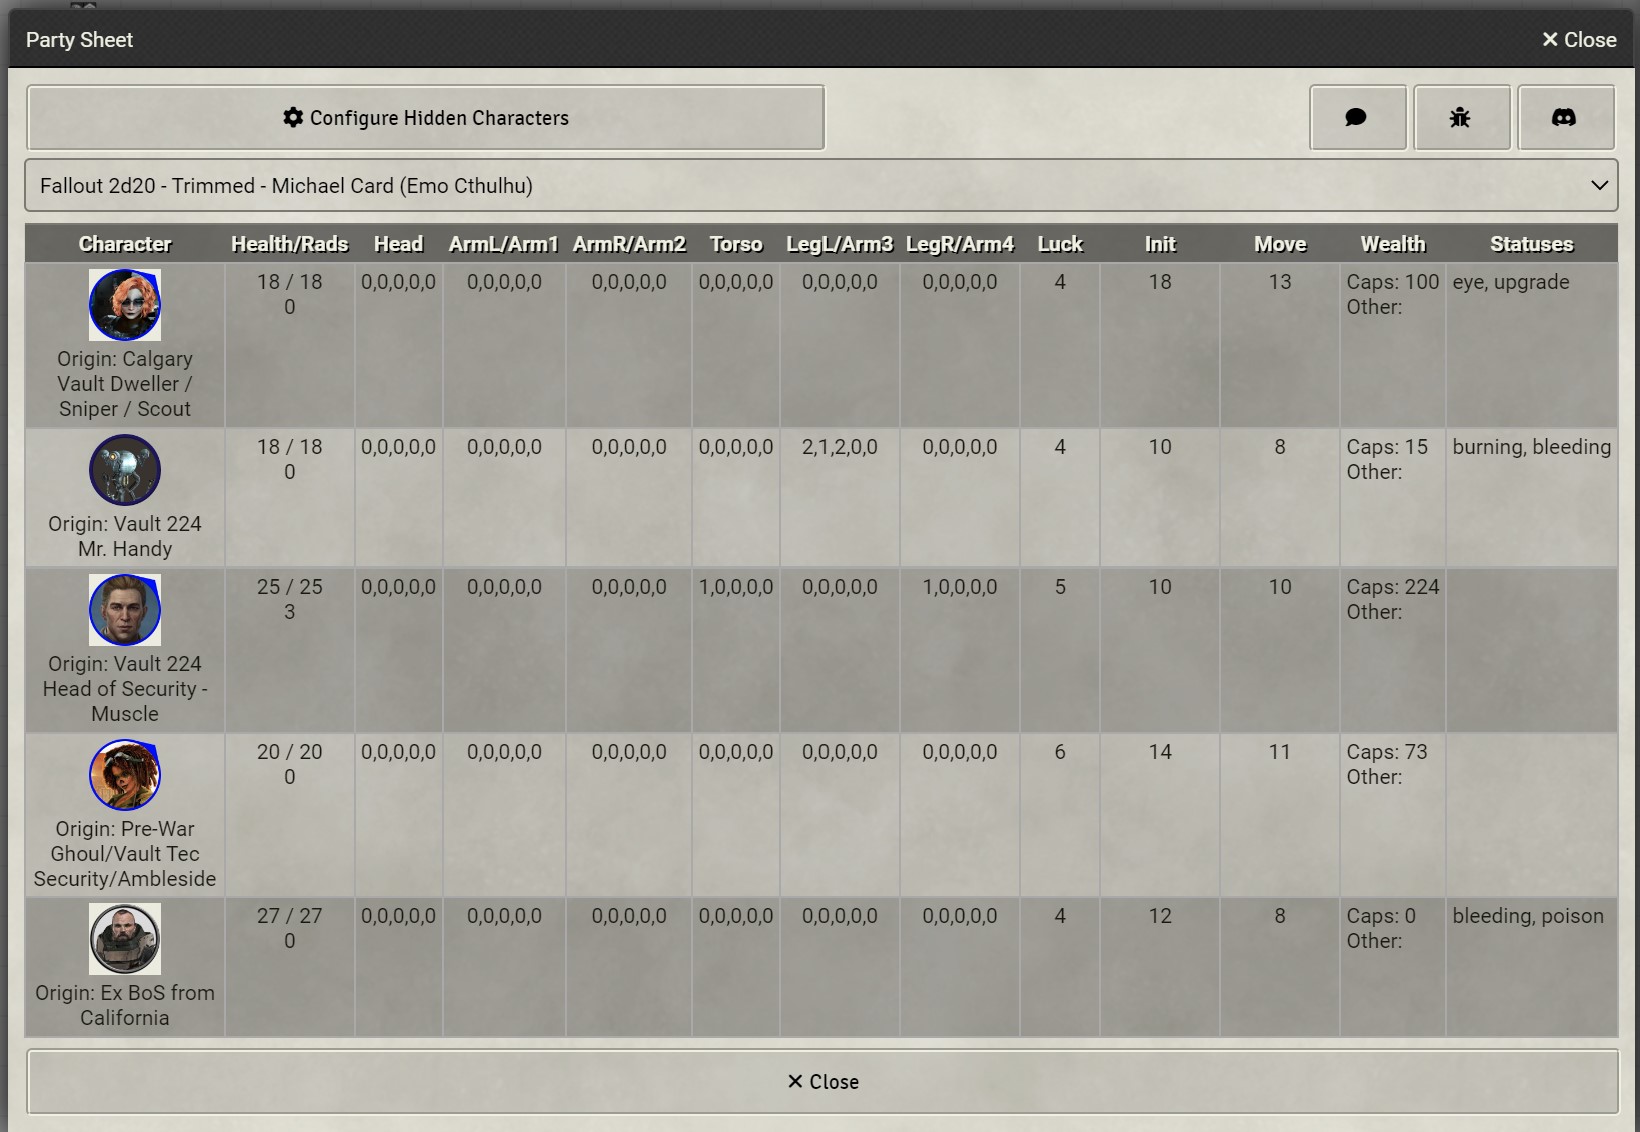 Party Sheet
Close
Configure Hidden Characters
Fallout 2d20 - Trimmed - Michael Card (Emo Cthulhu)
Character Health/Rads Head ArmL/Arm1 ArmR/Arm2 Torso LegL/Arm3 LegR/Arm4 Luck Init Move Wealth Statuses
18 / 18 0,0,0,0,0 0,0,0,0,0 0,0,0,0,0 0,0,0,0,0 0,0,0,0,0 0,0,0,0,0 4 18 13 Caps: 100 eye, upgrade
0 Other:
Origin: Calgary
Vault Dweller /
Sniper / Scout
18 / 18 0,0,0,0,0 0,0,0,0,0 0,0,0,0,0 0,0,0,0,0 2,1,2,0,0 0,0,0,0,0 4 10 8 Caps: 15 burning, bleeding
0 Other:
Origin: Vault 224
Mr. Handy
25 / 25 0,0,0,0,0 0,0,0,0,0 0,0,0,0,0 1,0,0,0,0 0,0,0,0,0 1,0,0,0,0 5 10 10 Caps: 224
3 Other:
Origin: Vault 224
Head of Security -
Muscle
20 / 20 0,0,0,0,0 0,0,0,0,0 0,0,0,0,0 0,0,0,0,0 0,0,0,0,0 0,0,0,0,0 6 14 11 Caps: 73
0 Other:
Origin: Pre-War
Ghoul/Vault Tec
Security/Ambleside
27 / 27 0,0,0,0,0 0,0,0,0,0 0,0,0,0,0 0,0,0,0,0 0,0,0,0,0 0,0,0,0,0 4 12 8 Caps: 0 bleeding, poison
0 Other:
Origin: Ex BoS from
California
Close